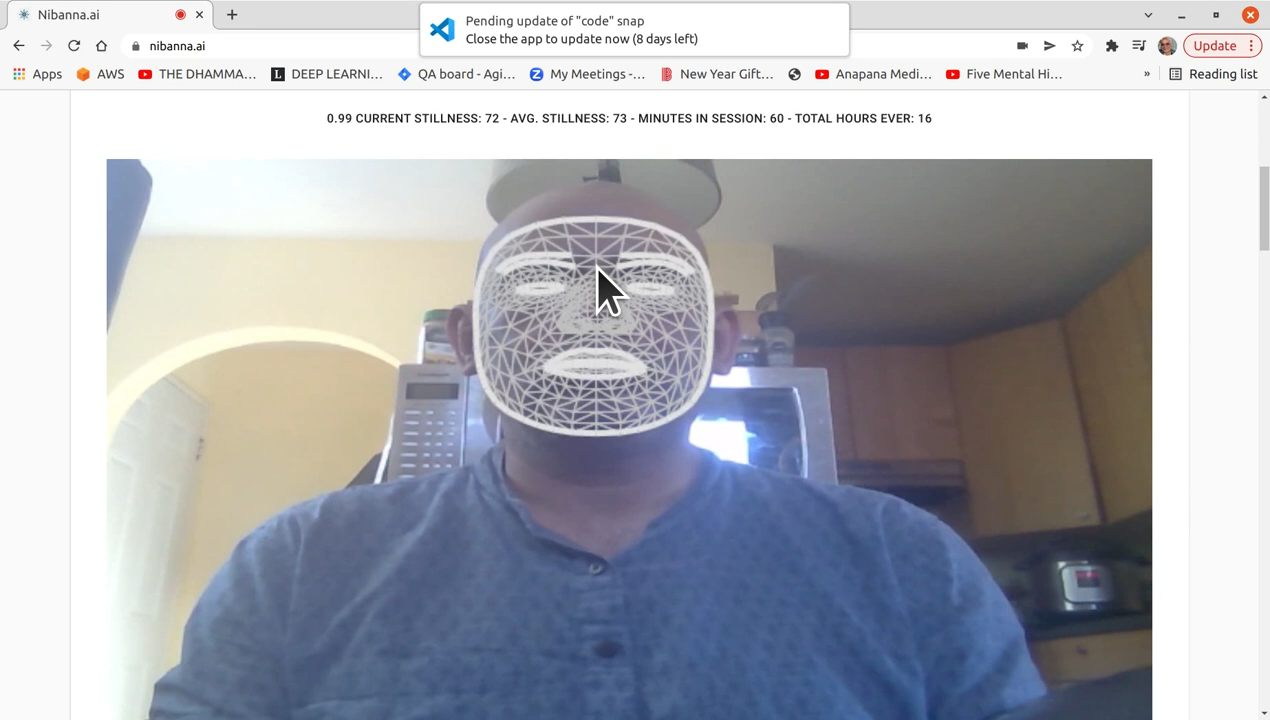 Nibanna.ai
Pending update of "code" snap
Close the app to update now (8 days left)
nibanna.ai
Update
Apps
AWS
THE DHAMMA...
DEEP LEARNI...
QA board - Agi...
My Meetings -...
New Year Gift...
Anapana Medi...
Five Mental Hi...
»
Reading list
0.99 CURRENT STILLNESS: 72 - AVG. STILLNESS: 73 - MINUTES IN SESSION: 60 - TOTAL HOURS EVER: 16